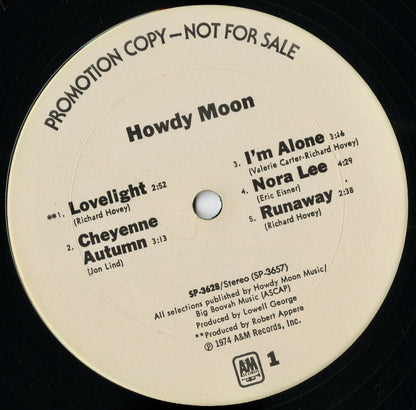 PROMOTION COPY—NOT FOR SALE
Howdy Moon
**1. Lovelight 2:52
(Richard Hovey)
2. Cheyenne
Autumn 3:13
(Jon Lind)
3. I'm Alone 3:16
(Valerie Carter-Richard Hovey)
4. Nora Lee 4:29
(Eric Eisner)
5. Runaway 2:38
(Richard Hovey)
SP-3628/Stereo (SP-3657)
All selections published by Howdy Moon Music/
Big Boovah Music (ASCAP)
Produced by Lowell George
**Produced by Robert Appere
℗ 1974 A&M Records, Inc.
A&M
RECORDS
1